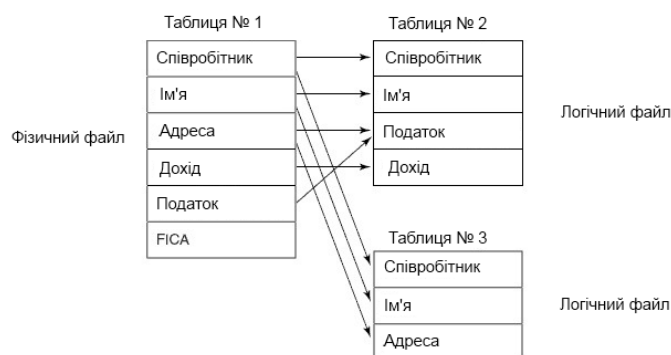 Таблиця № 1
Співробітник
Ім'я
Адреса
Дохід
Податок
FICA
Фізичний файл
Таблиця № 2
Співробітник
Ім'я
Податок
Дохід
Логічний файл
Таблиця № 3
Співробітник
Ім'я
Адреса
Логічний файл